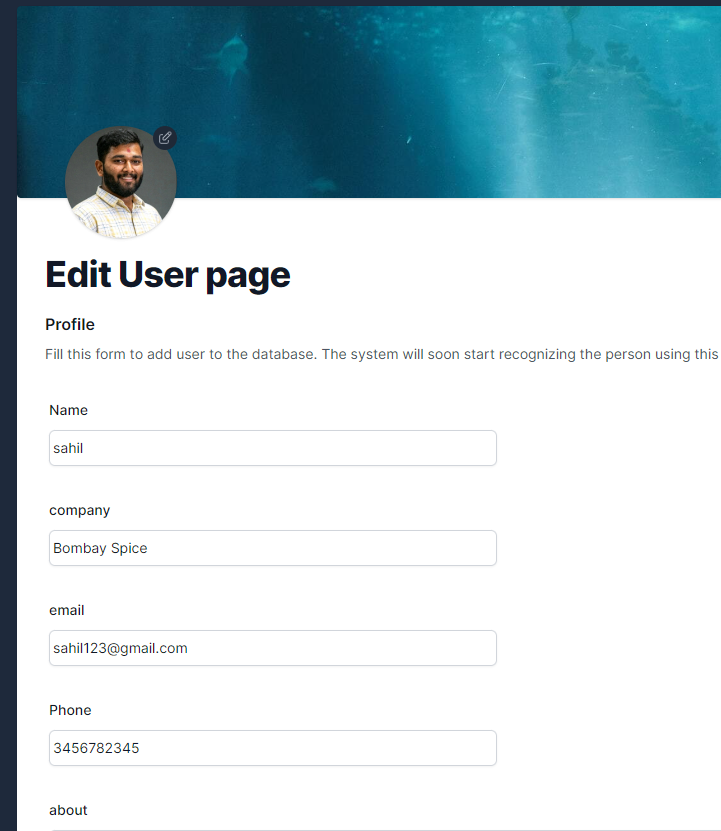 Edit User page
Profile
Fill this form to add user to the database. The system will soon start recognizing the person using this
Name
sahil
company
Bombay Spice
email
sahil123@gmail.com
Phone
3456782345
about